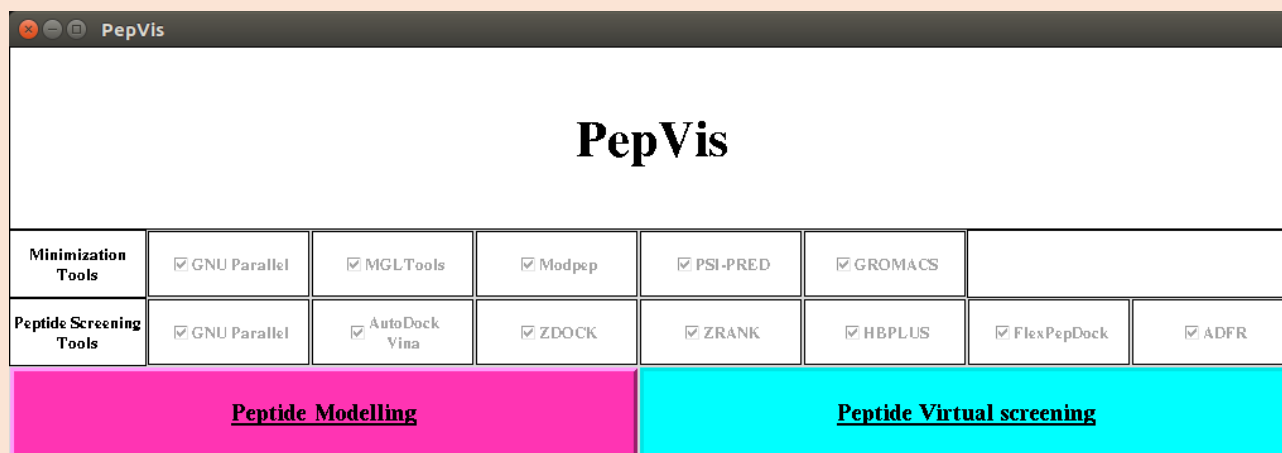 PepVis
PepVis
Minimization
Tools
GNU Parallel
MGLTools
Modpep
PSI-PRED
GROMACS
Peptide Screening
Tools
GNU Parallel
AutoDock
Vina
ZDOCK
ZRANK
HBPLUS
FlexPepDock
ADFR
Peptide Modelling
Peptide Virtual screening